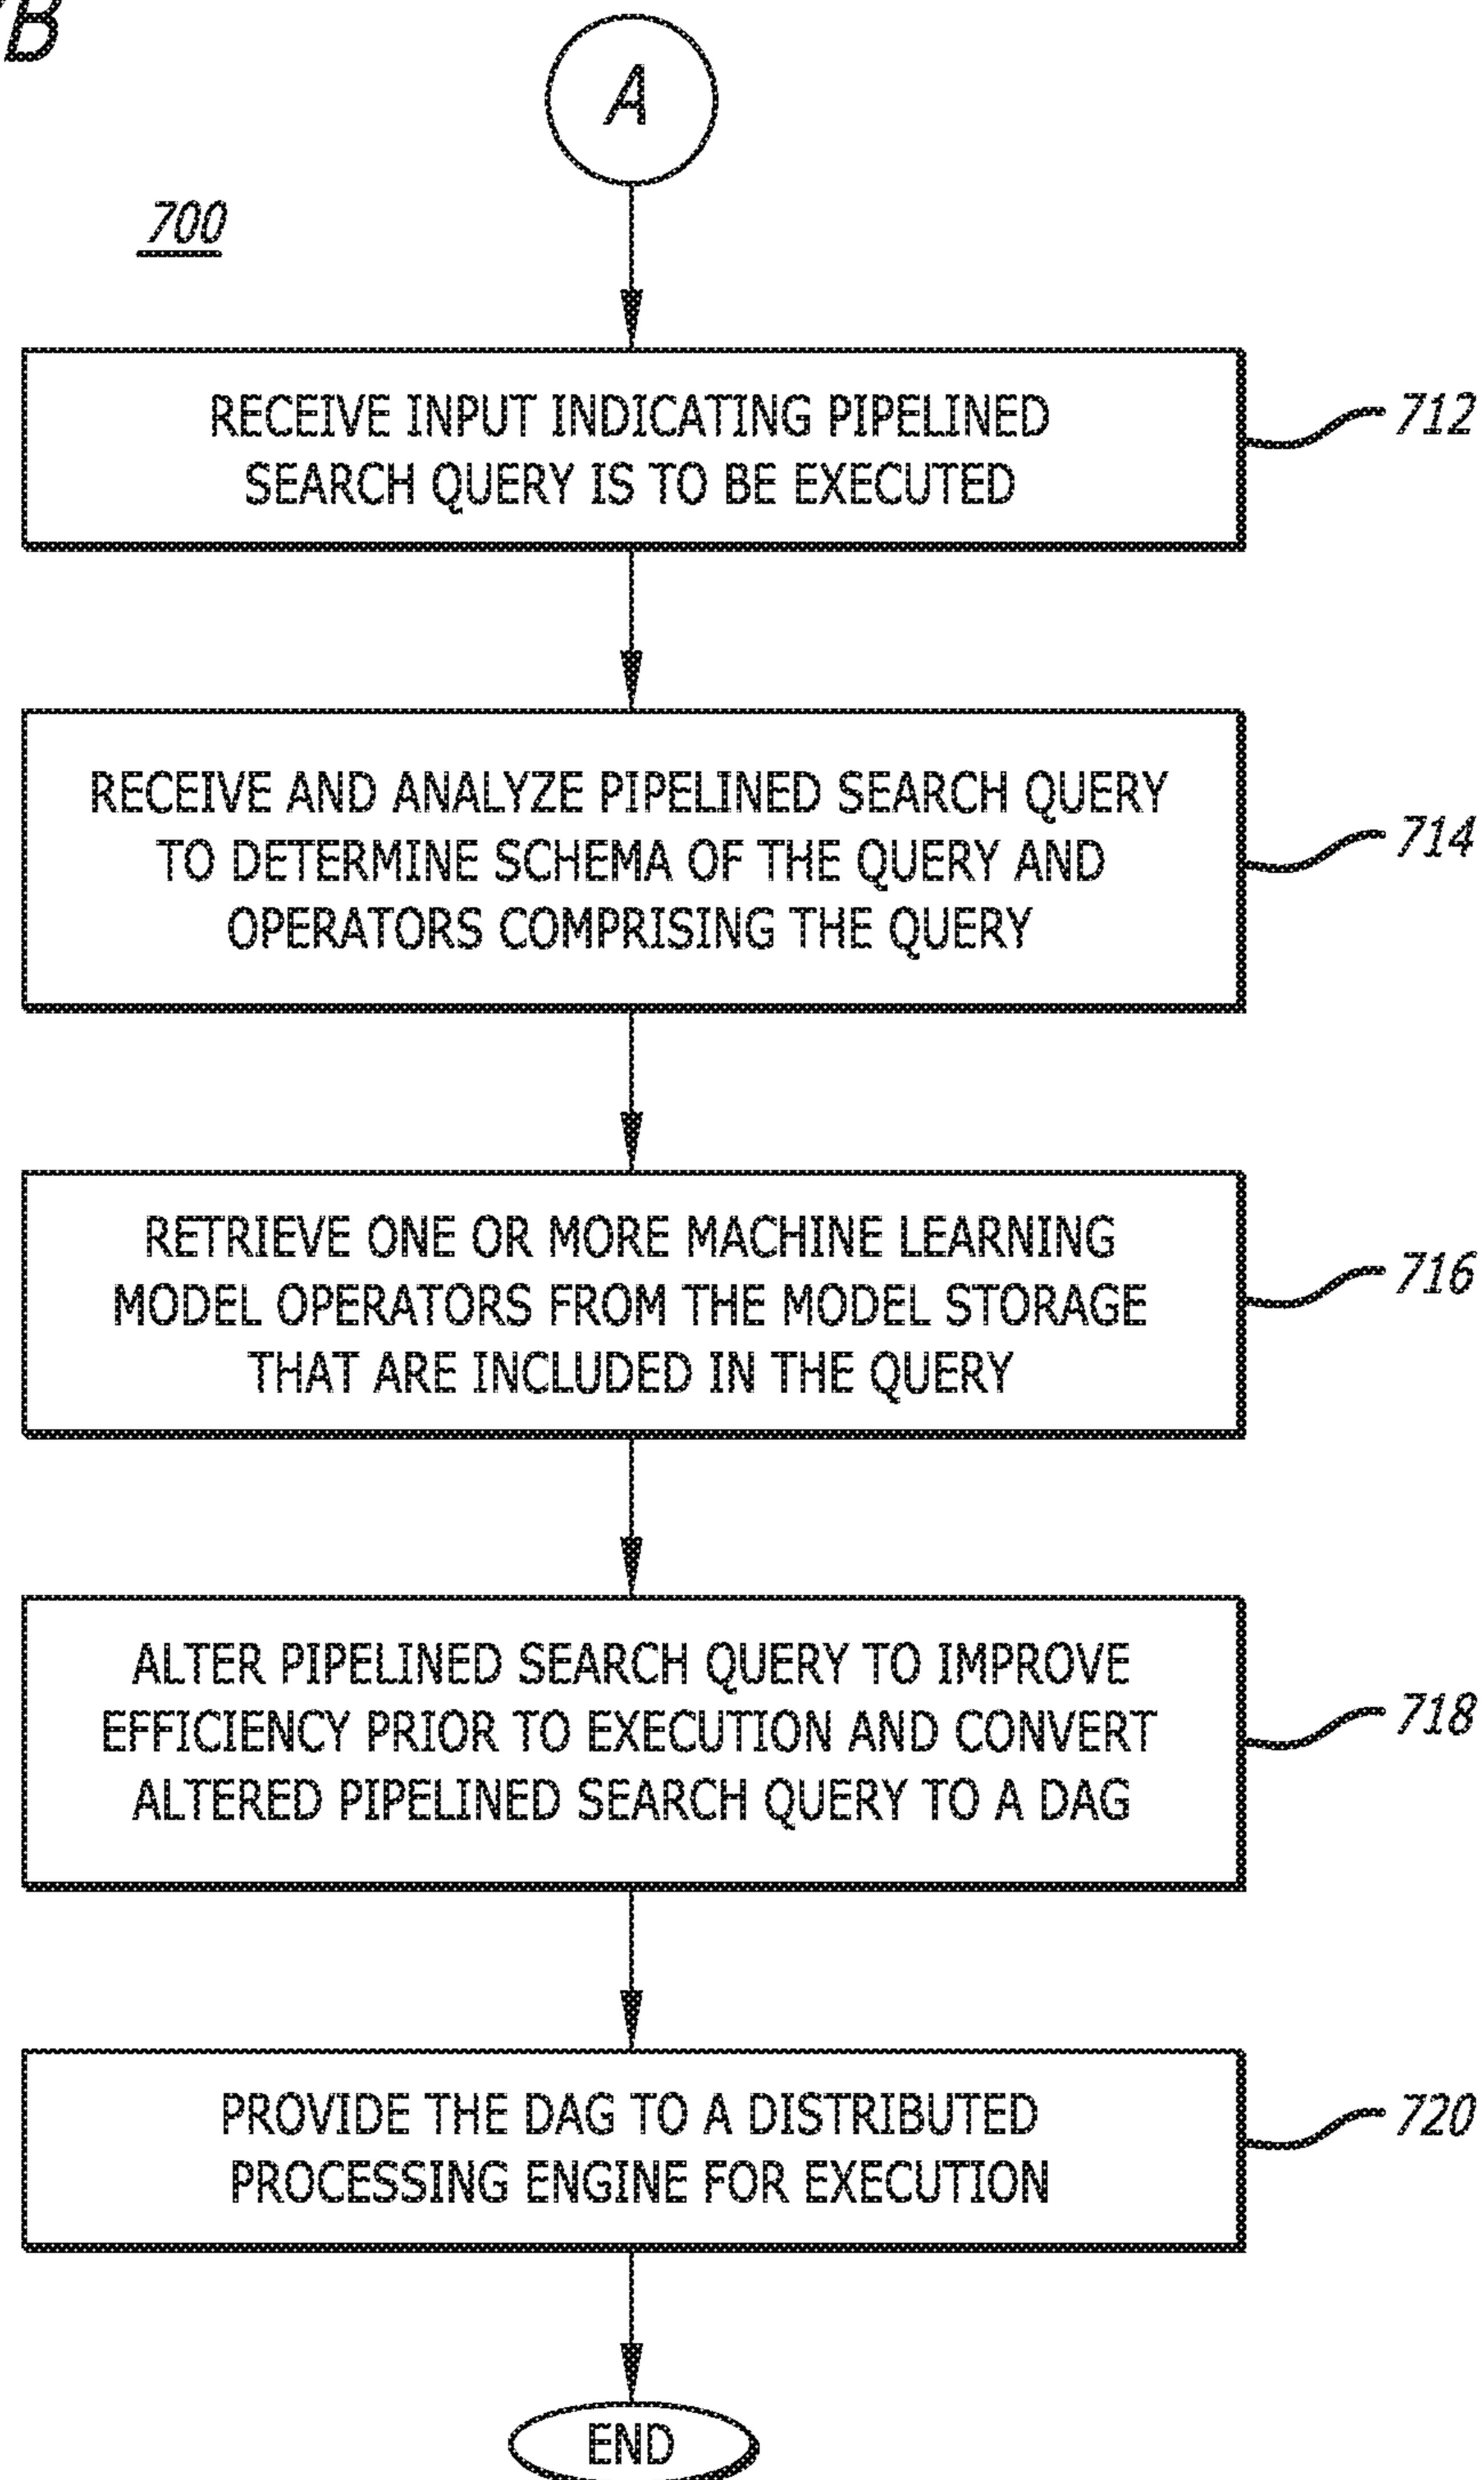 B
A
700
RECEIVE INPUT INDICATING PIPELINED
SEARCH QUERY IS TO BE EXECUTED
712
RECEIVE AND ANALYZE PIPELINED SEARCH QUERY
TO DETERMINE SCHEMA OF THE QUERY AND
OPERATORS COMPRISING THE QUERY
714
RETRIEVE ONE OR MORE MACHINE LEARNING
MODEL OPERATORS FROM THE MODEL STORAGE
THAT ARE INCLUDED IN THE QUERY
716
ALTER PIPELINED SEARCH QUERY TO IMPROVE
EFFICIENCY PRIOR TO EXECUTION AND CONVERT
ALTERED PIPELINED SEARCH QUERY TO A DAG
718
PROVIDE THE DAG TO A DISTRIBUTED
PROCESSING ENGINE FOR EXECUTION
720
END